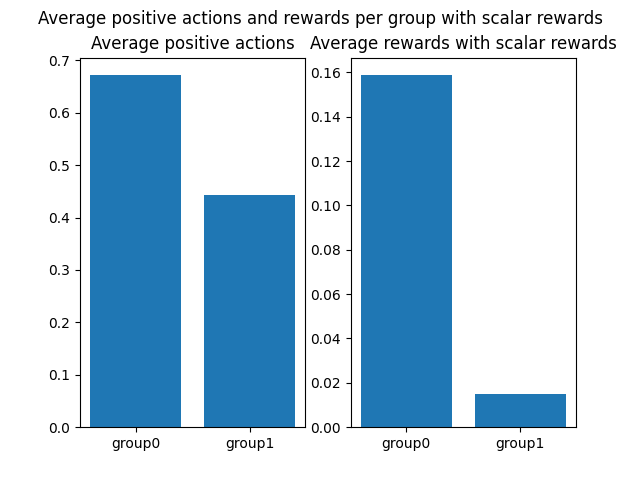 Average positive actions and rewards per group with scalar rewards
Average positive actions
0.7
0.6
0.5
0.4
0.3
0.2
0.1
0.0
group0
group1
Average rewards with scalar rewards
0.16
0.14
0.12
0.10
0.08
0.06
0.04
0.02
0.00
group0
group1